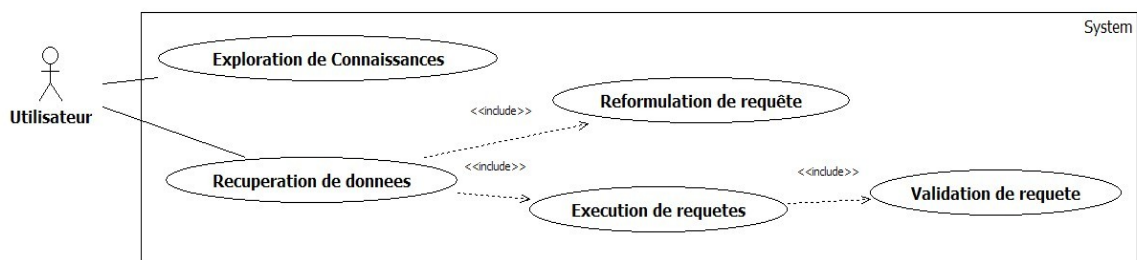 System
Exploration de Connaissances
Utilisateur
Reformulation de requête
<<include>>
<<include>>
<<include>>
Recuperation de donnees
Execution de requetes
Validation de requete